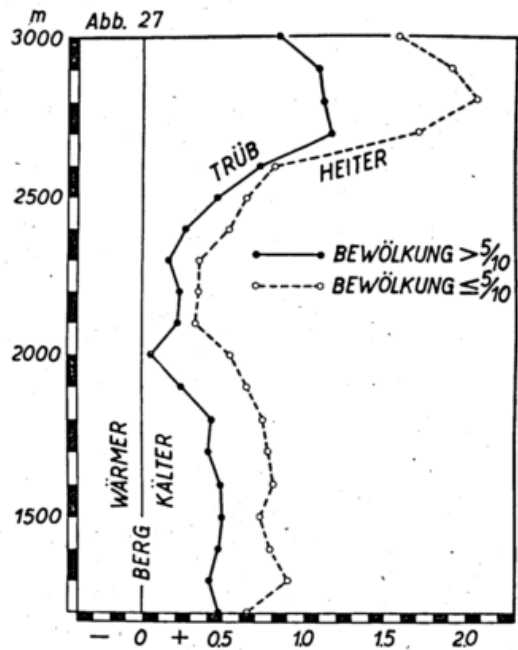 m Abb. 27
3000
TRÜB
HEITER
2500
BEWÖLKUNG > 5/10
BEWÖLKUNG ≤ 5/10
2000
WÄRMER
KÄLTER
1500
BERG
− 0 + 0.5 1.0 1.5 2.0